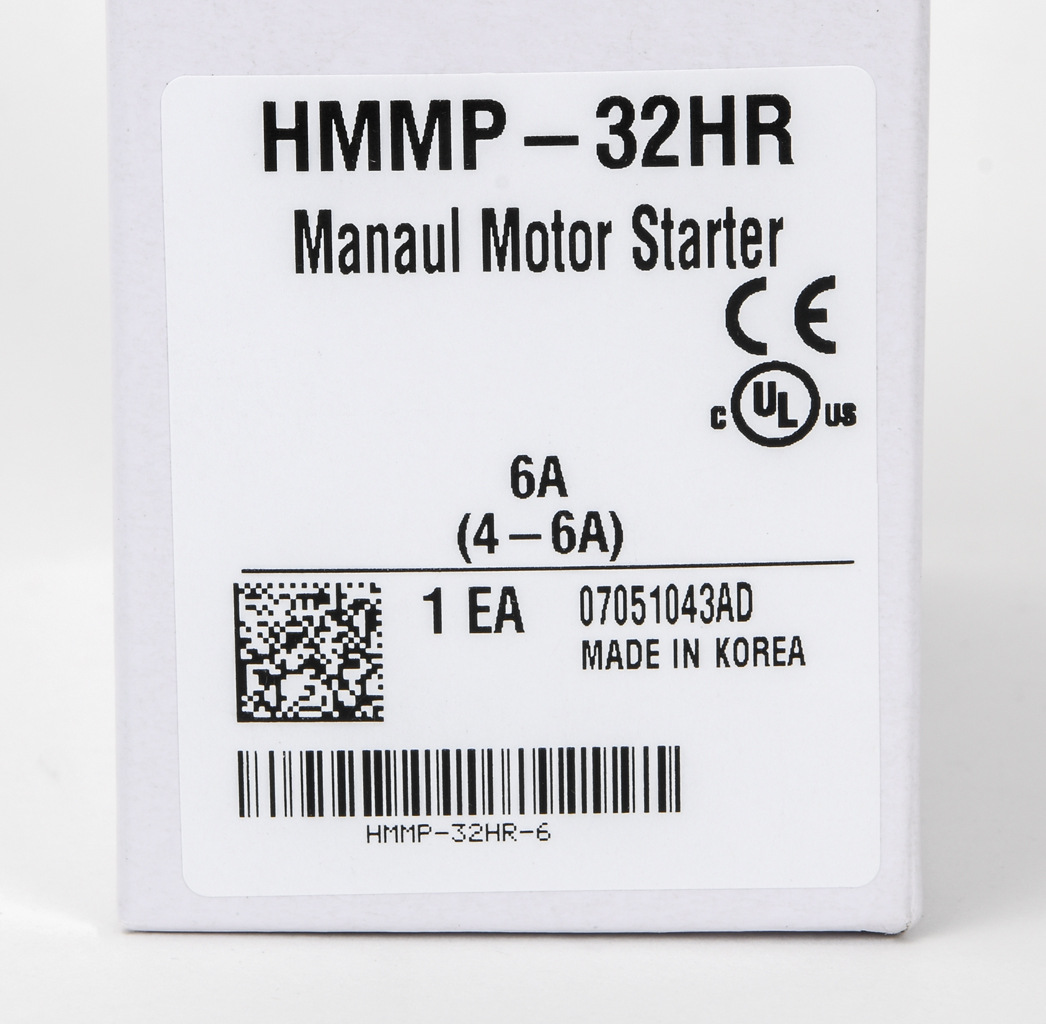 HMMP-32HR
Manaul Motor Starter
CE
c UL us
6A
(4-6A)
1 EA 07051043AD
MADE IN KOREA
HMMP-32HR-6